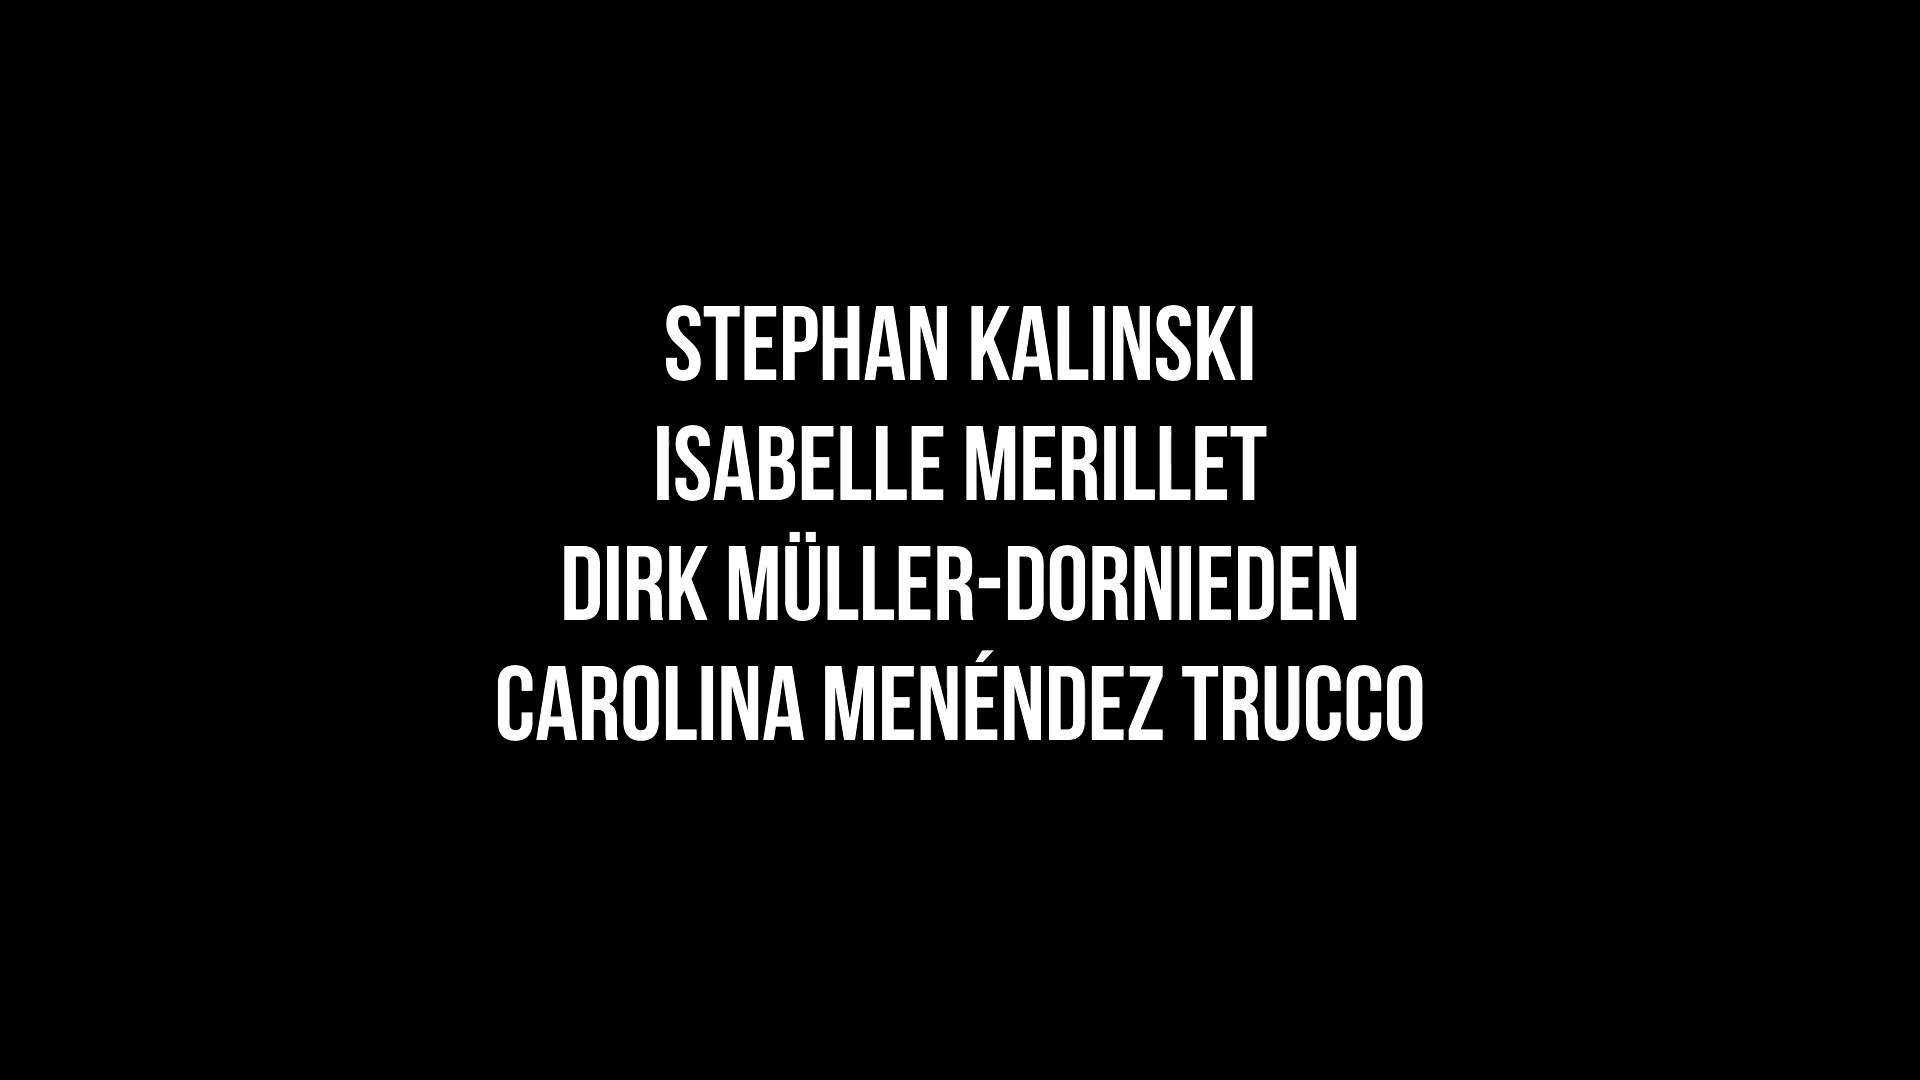 STEPHAN KALINSKI
ISABELLE MERILLET
DIRK MÜLLER-DORNIEDEN
CAROLINA MENÉNDEZ TRUCCO